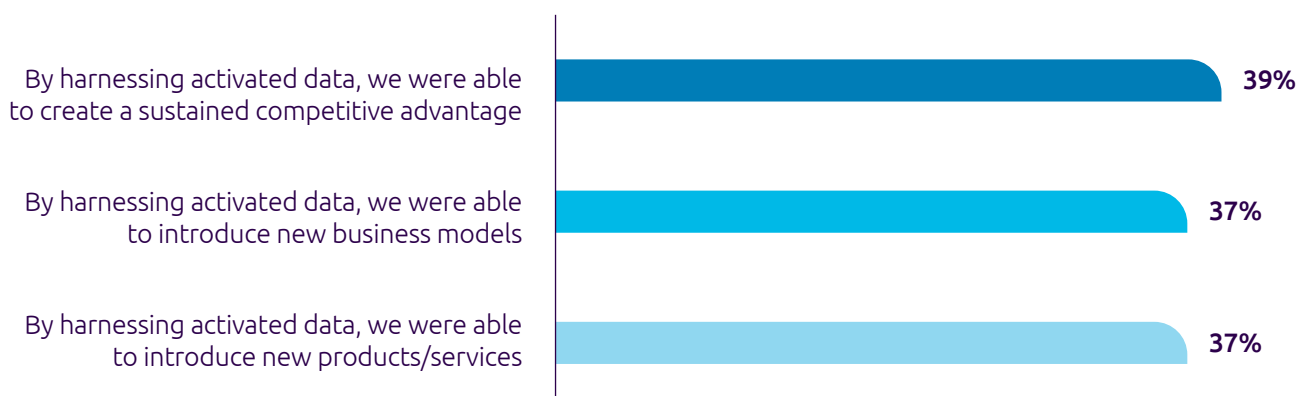 By harnessing activated data, we were able
to create a sustained competitive advantage
39%
By harnessing activated data, we were able
to introduce new business models
37%
By harnessing activated data, we were able
to introduce new products/services
37%